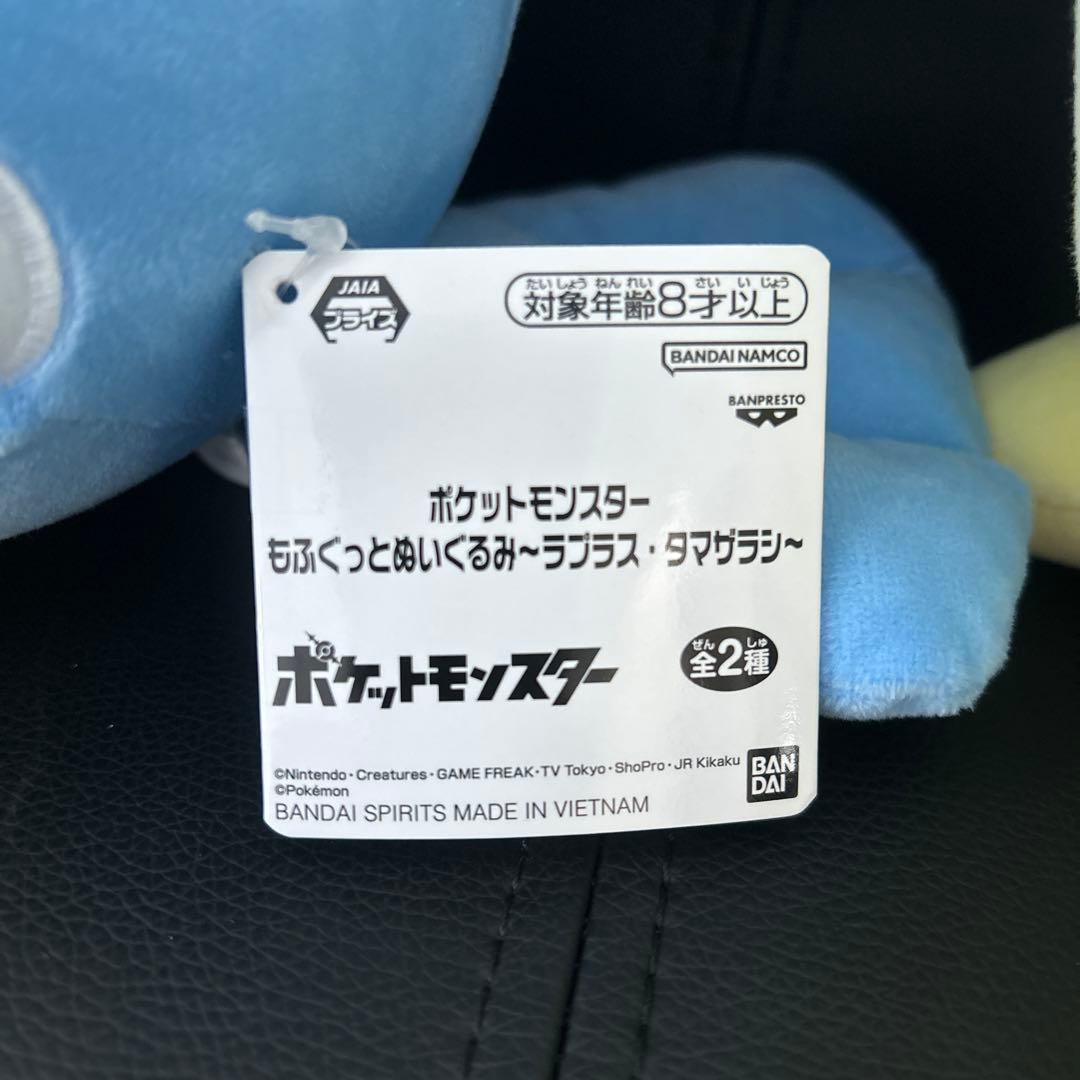 JAIA
プライズ
たいしょうねんれい さいいじょう
対象年齢8才以上
BANDAI NAMCO
BANPRESTO
ポケットモンスター
もふぐっとぬいぐるみ~ラプラス・タマザラシ~
ポケットモンスター
ぜん しゅ
全2種
©Nintendo・Creatures・GAME FREAK・TV Tokyo・ShoPro・JR Kikaku
©Pokémon
BANDAI SPIRITS MADE IN VIETNAM
BAN
DAI